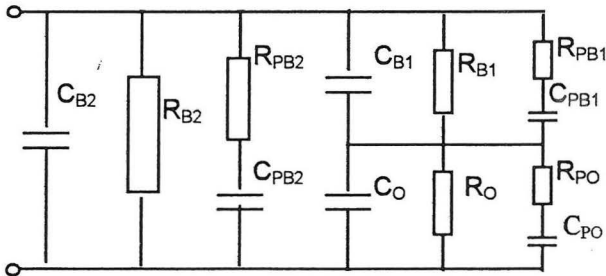 C_B2
R_B2
R_PB2
C_PB2
C_B1
R_B1
R_PB1
C_PB1
C_O
R_O
R_PO
C_PO